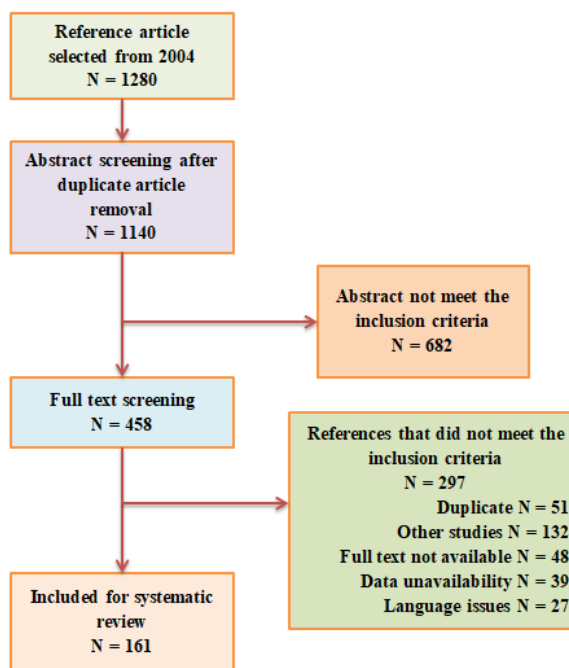 Reference article
selected from 2004
N = 1280
Abstract screening after
duplicate article
removal
N = 1140
Abstract not meet the
inclusion criteria
N = 682
Full text screening
N = 458
References that did not meet the
inclusion criteria
N = 297
Duplicate N = 51
Other studies N = 132
Full text not available N = 48
Data unavailability N = 39
Language issues N = 27
Included for systematic
review
N = 161